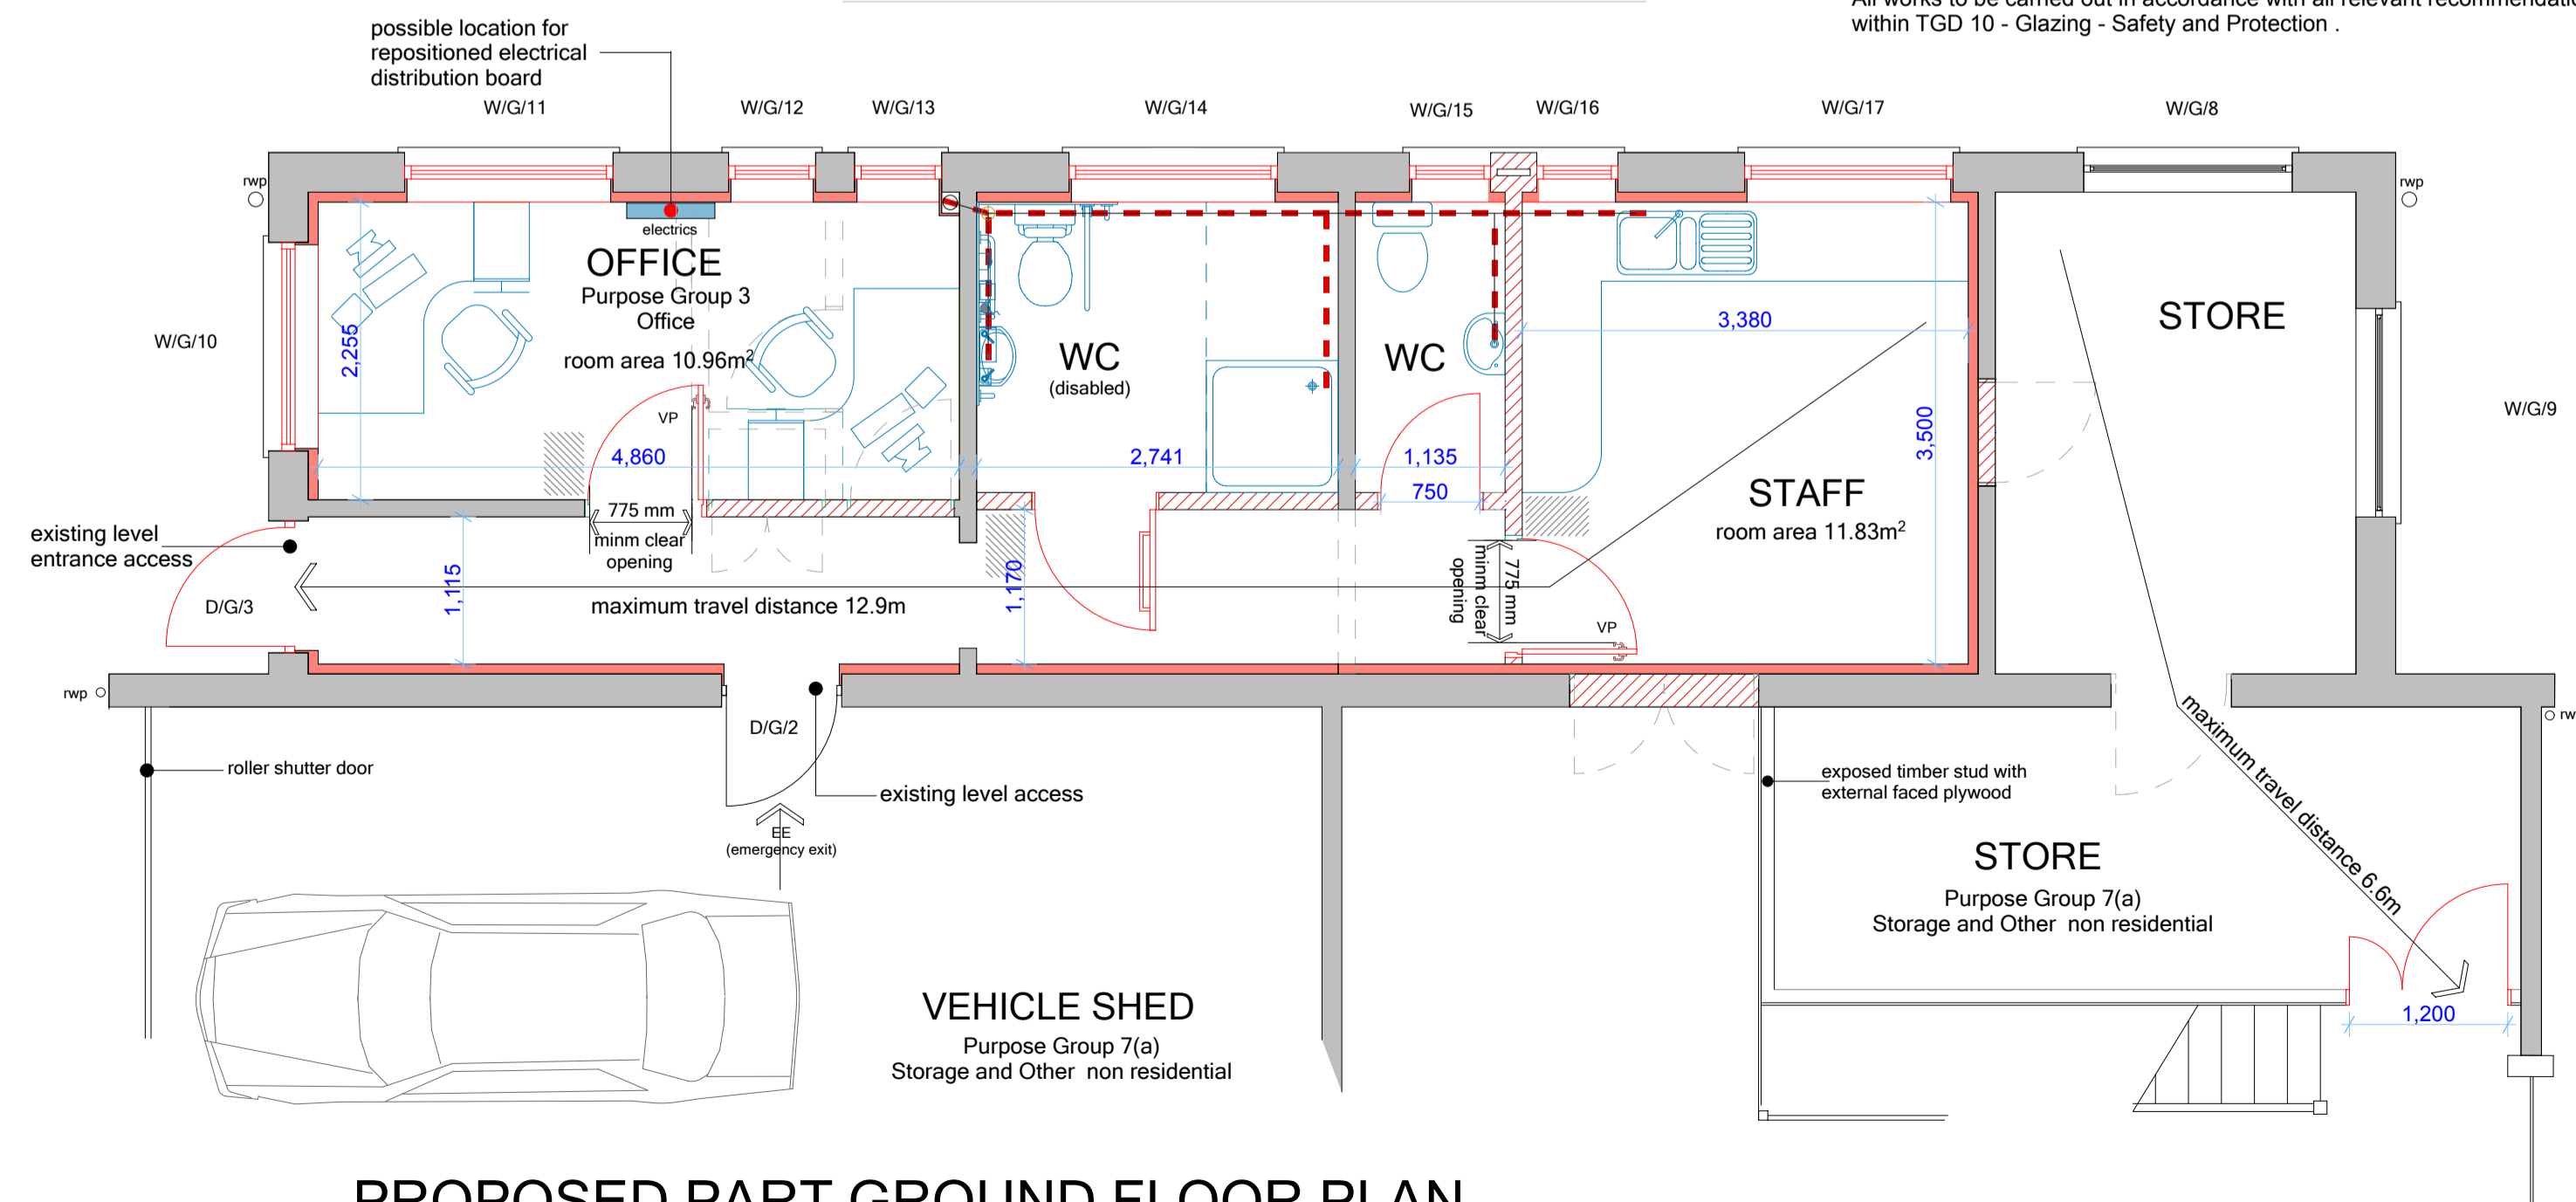 All works to be carried out in accordance with all relevant
within TGD 10 - Glazing - Safety and Protection .
possible location for
repositioned electrical
distribution board
W/G/11
W/G/12
W/G/13
W/G/14
W/G/15
W/G/16
W/G/17
W/G/8
rwp
rwp
electrics
OFFICE
Purpose Group 3
Office
room area 10.96m²
2,255
W/G/10
VP
4,860
775 mm
minm clear
opening
WC
(disabled)
2,741
WC
1,135
750
3,380
3,500
STAFF
room area 11.83m²
STORE
W/G/9
existing level
entrance access
D/G/3
1,115
maximum travel distance 12.9m
1,170
775 mm
minm clear
opening
VP
rwp
D/G/2
roller shutter door
existing level access
EE
(emergency exit)
exposed timber stud with
external faced plywood
maximum travel distance 6.6m
STORE
Purpose Group 7(a)
Storage and Other non residential
1,200
VEHICLE SHED
Purpose Group 7(a)
Storage and Other non residential
PROPOSED PART GROUND FLOOR PLAN